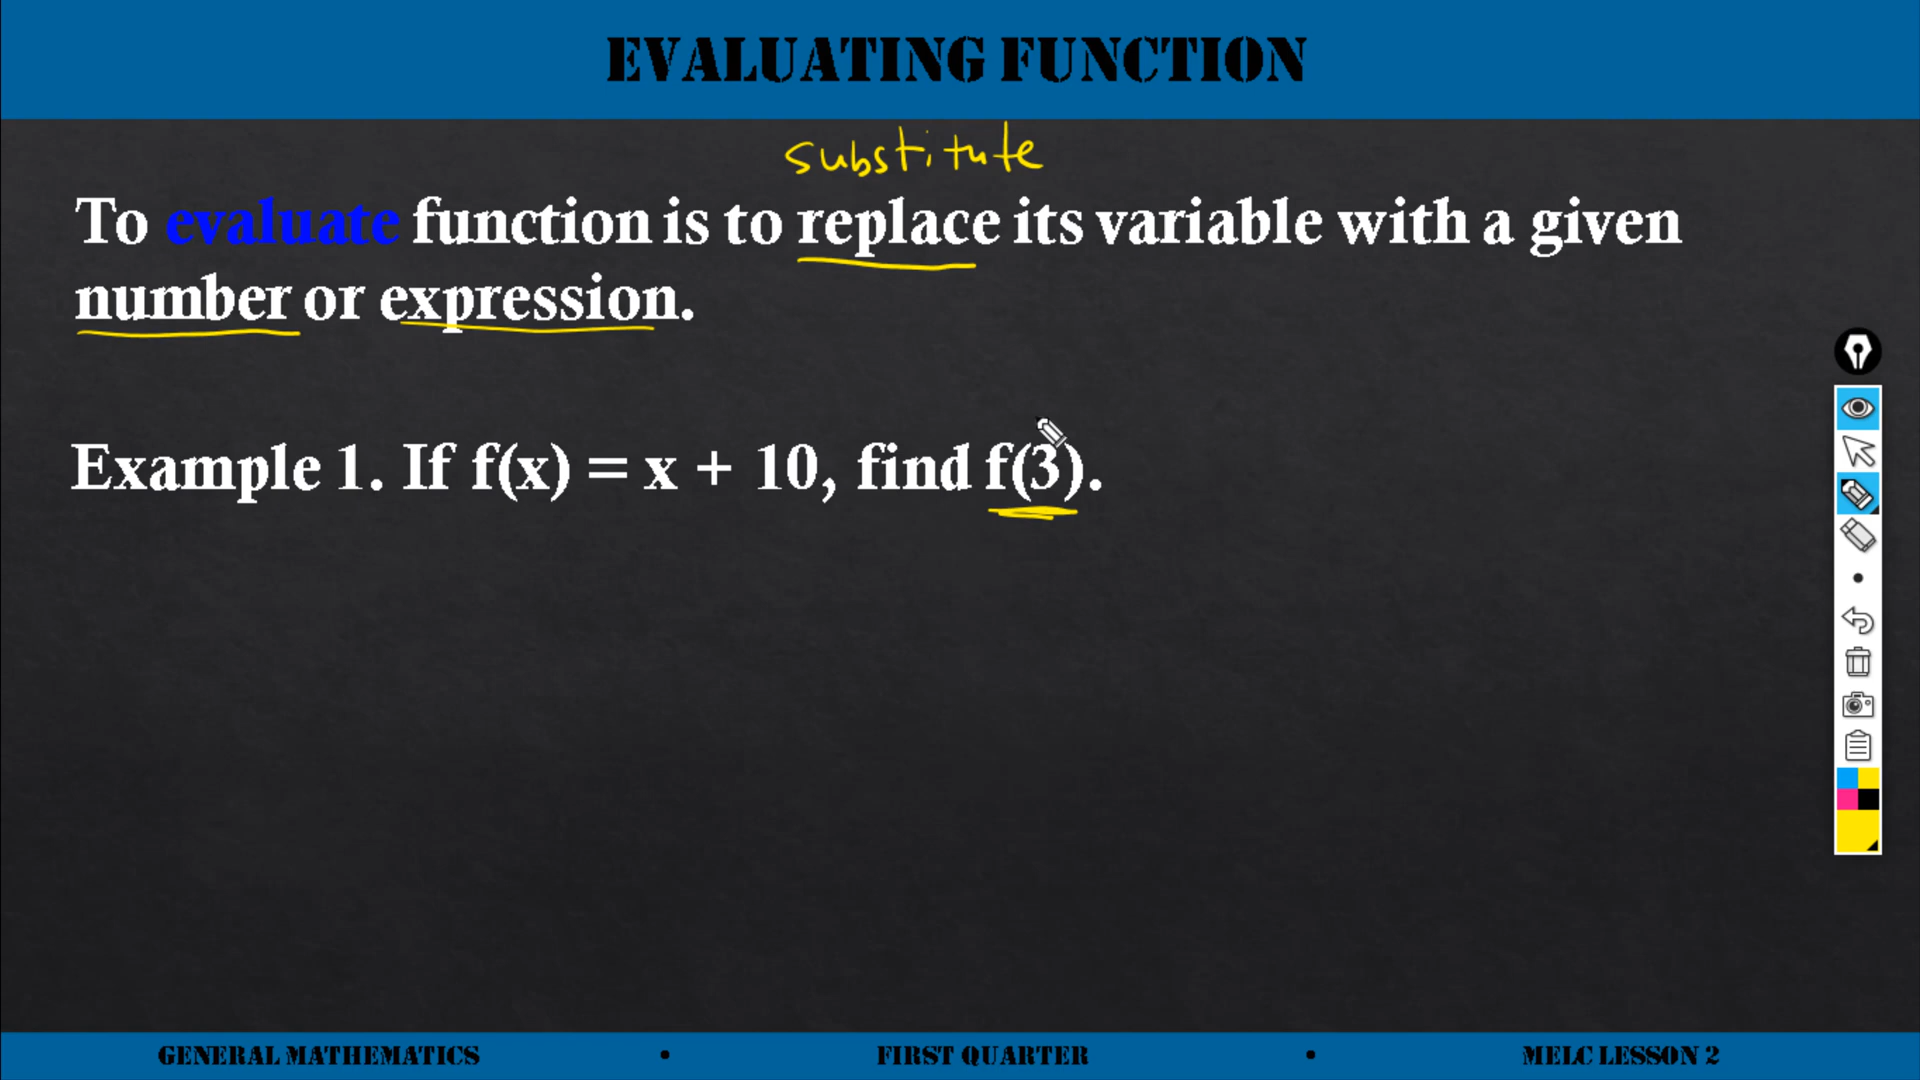 EVALUATING FUNCTION
substitute
To evaluate function is to replace its variable with a given
number or expression.
Example 1. If f(x) = x + 10, find f(3).
GENERAL MATHEMATICS • FIRST QUARTER • MELC LESSON 2